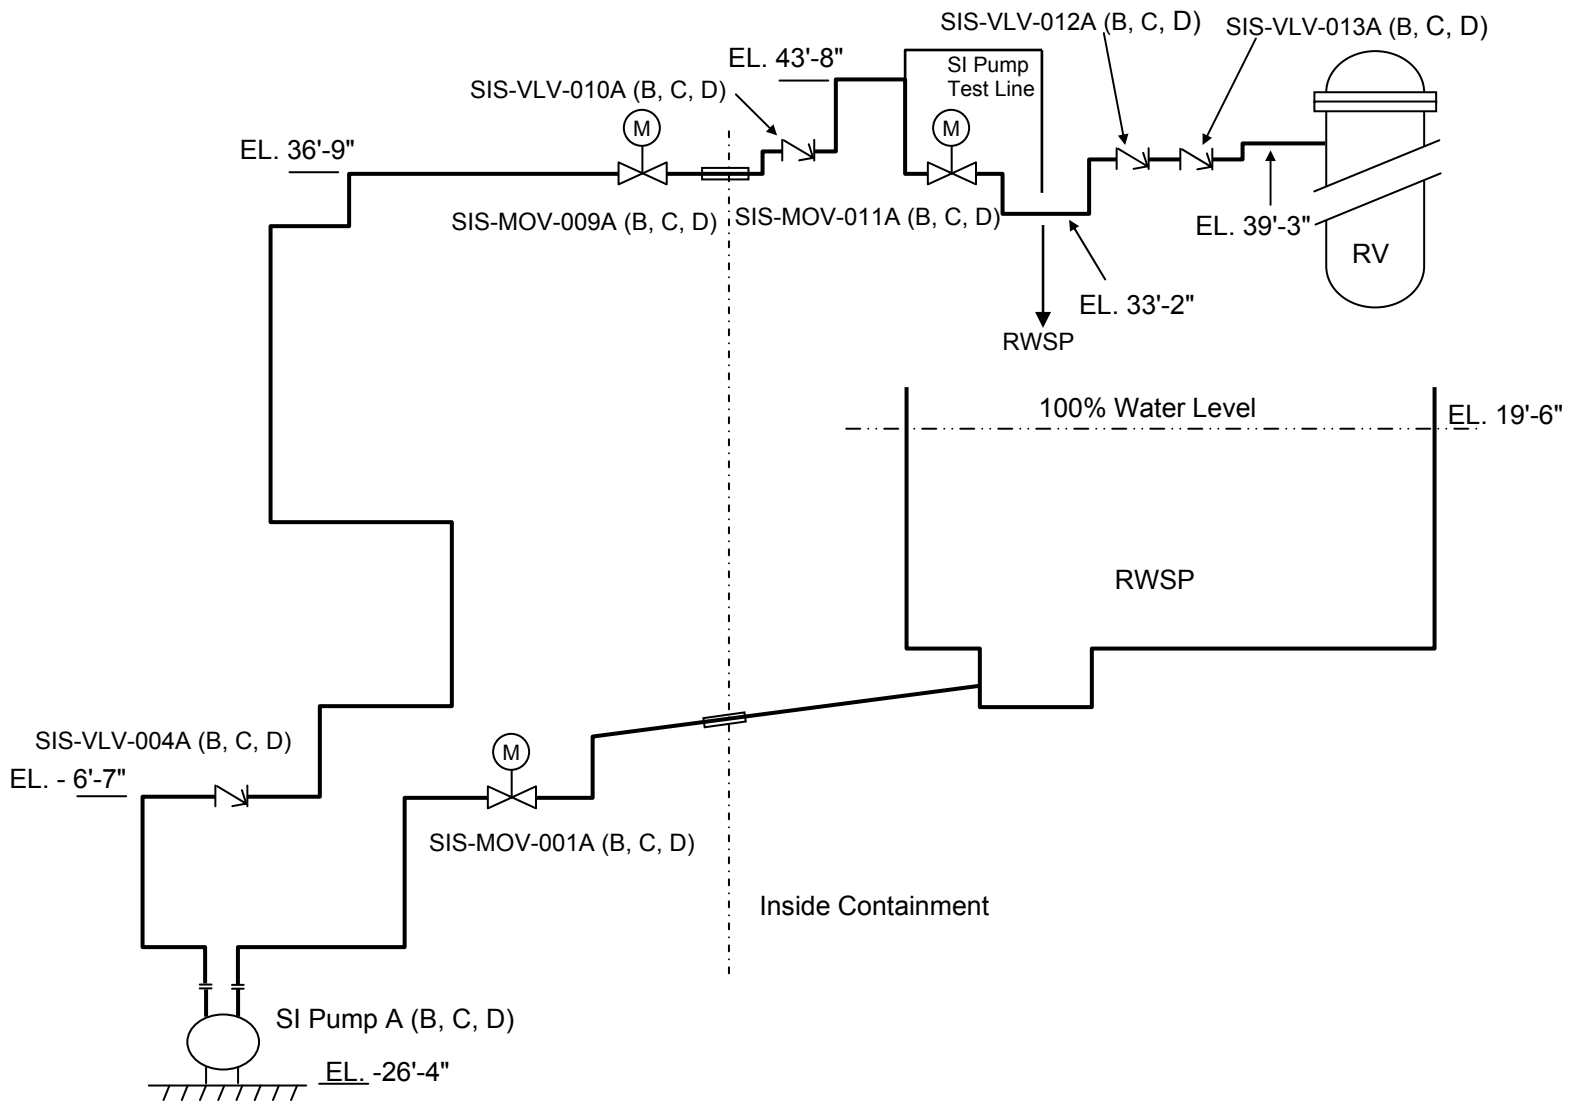 SIS-VLV-012A (B, C, D)
SIS-VLV-013A (B, C, D)
EL. 43'-8"
SI Pump
Test Line
SIS-VLV-010A (B, C, D)
M
M
EL. 36'-9"
SIS-MOV-009A (B, C, D)
SIS-MOV-011A (B, C, D)
EL. 39'-3"
RV
EL. 33'-2"
RWSP
100% Water Level
EL. 19'-6"
RWSP
SIS-VLV-004A (B, C, D)
M
EL. - 6'-7"
SIS-MOV-001A (B, C, D)
Inside Containment
SI Pump A (B, C, D)
EL. -26'-4"